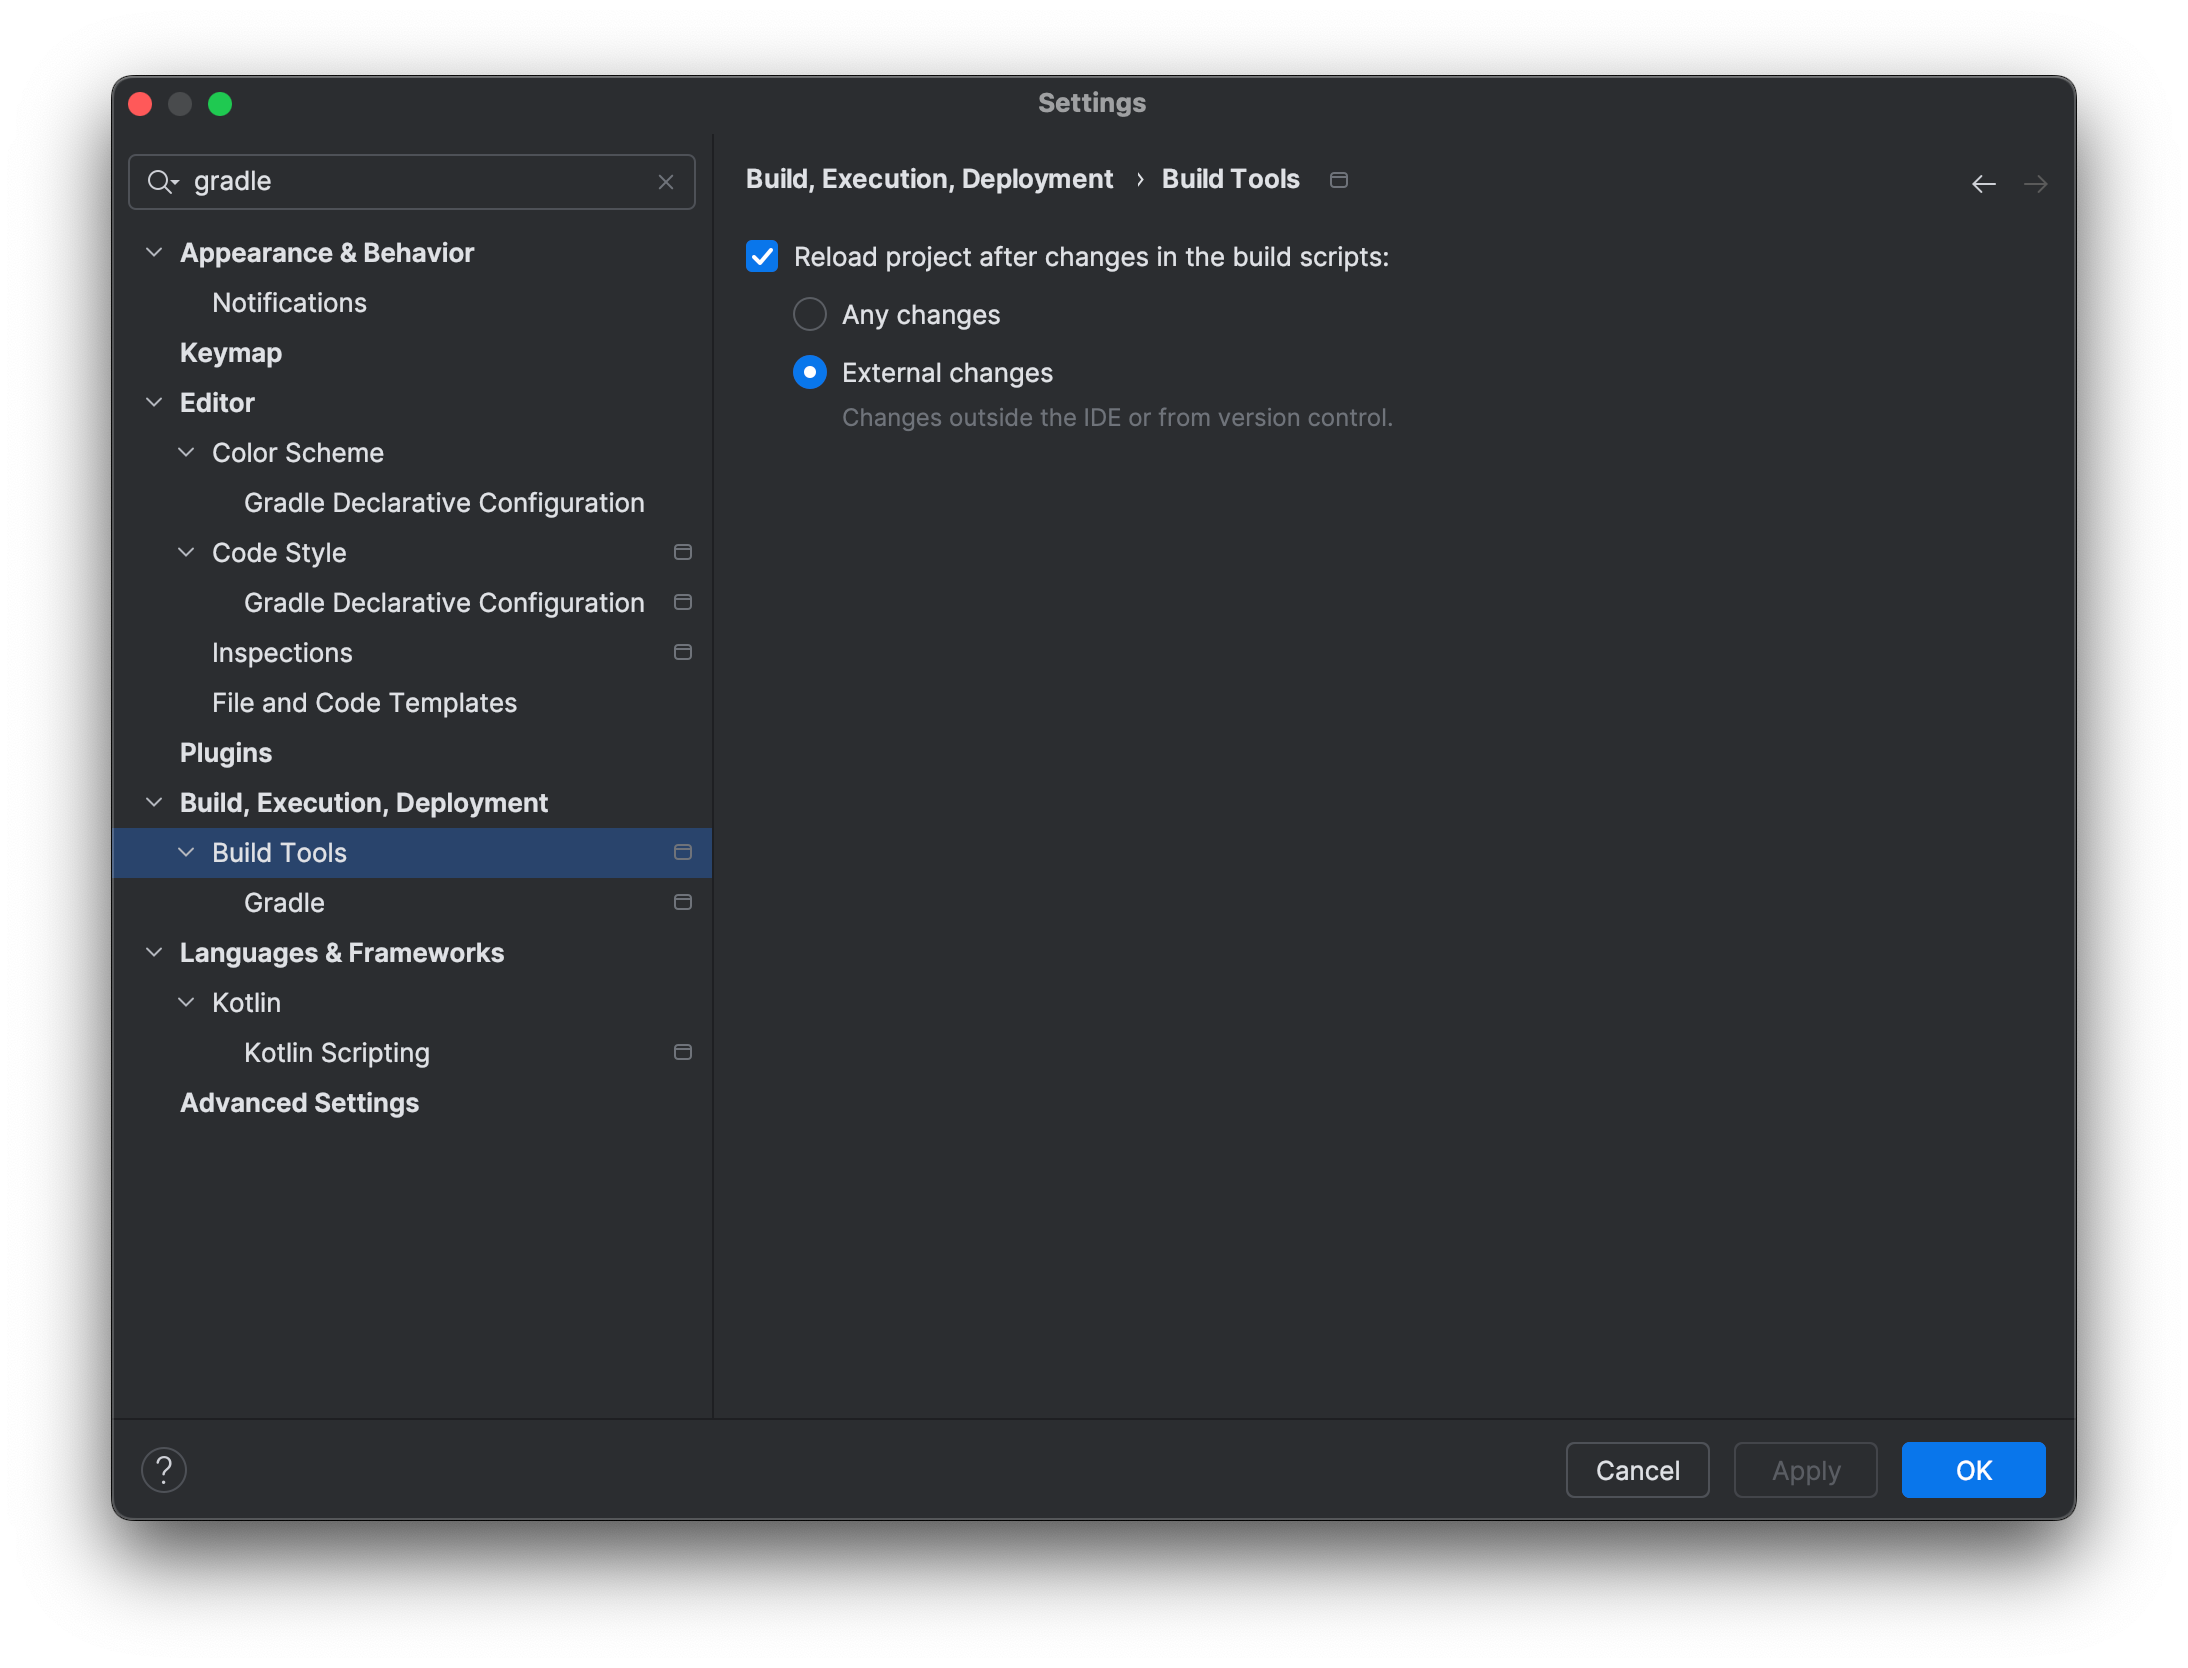 Settings
gradle
Appearance & Behavior
Notifications
Keymap
Editor
Color Scheme
Gradle Declarative Configuration
Code Style
Gradle Declarative Configuration
Inspections
File and Code Templates
Plugins
Build, Execution, Deployment
Build Tools
Gradle
Languages & Frameworks
Kotlin
Kotlin Scripting
Advanced Settings
Build, Execution, Deployment › Build Tools
Reload project after changes in the build scripts:
Any changes
External changes
Changes outside the IDE or from version control.
?
Cancel
Apply
OK